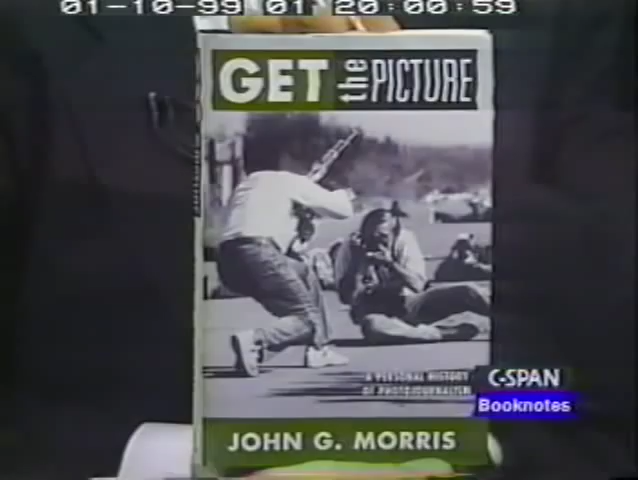 01-10-99 01 20:00:59
GET the PICTURE
A PERSONAL HISTORY
OF PHOTOJOURNALISM
C-SPAN
Booknotes
JOHN G. MORRIS